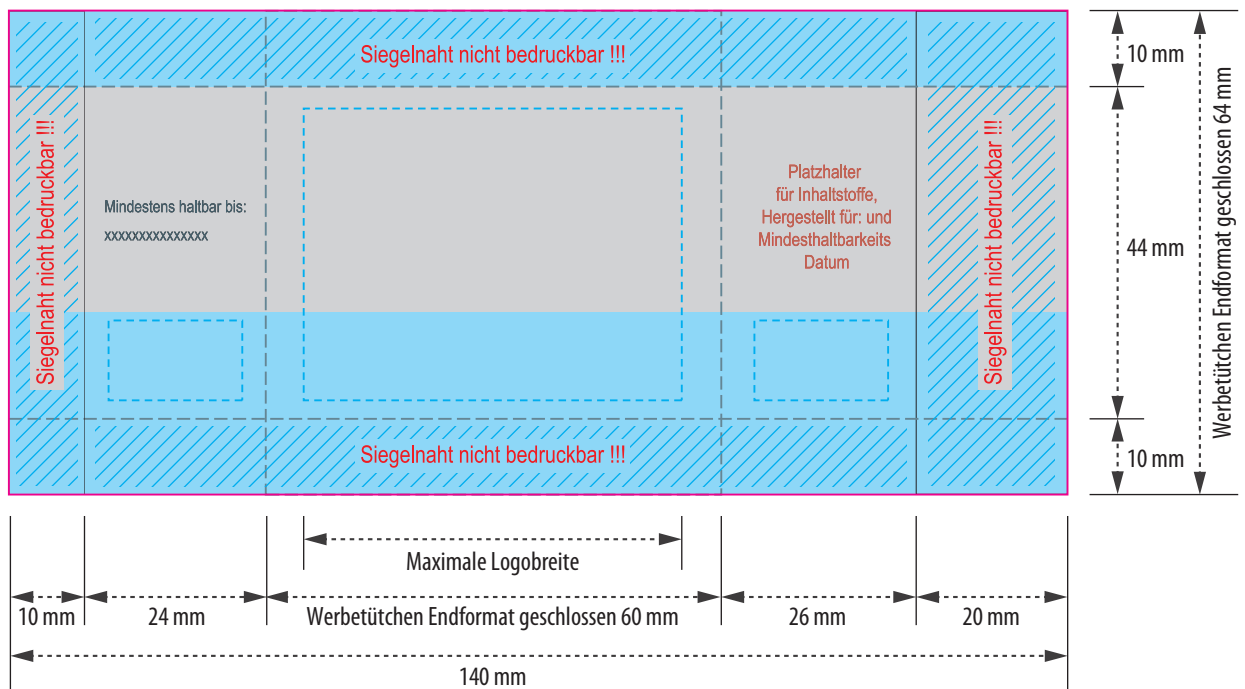 Siegelnaht nicht bedruckbar !!!
10 mm
Siegelnaht nicht bedruckbar !!!
Mindestens haltbar bis:
xxxxxxxxxxxxxxx
Platzhalter
für Inhaltstoffe,
Hergestellt für: und
Mindesthaltbarkeits
Datum
Siegelnaht nicht bedruckbar !!!
44 mm
Werbetütchen Endformat geschlossen 64 mm
Siegelnaht nicht bedruckbar !!!
10 mm
Maximale Logobreite
10 mm
24 mm
Werbetütchen Endformat geschlossen 60 mm
26 mm
20 mm
140 mm